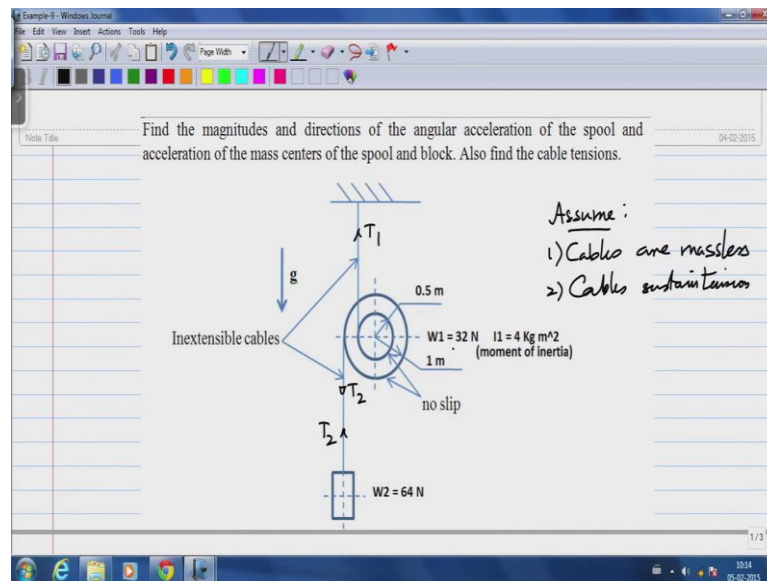 Example-9 - Windows Journal
File Edit View Insert Actions Tools Help
Page Width
Note Title
04-02-2015
Find the magnitudes and directions of the angular acceleration of the spool and
acceleration of the mass centers of the spool and block. Also find the cable tensions.
Assume :
1) Cables are massless
2) Cables sustain tensions
T1
g
0.5 m
Inextensible cables
W1 = 32 N I1 = 4 Kg m^2
(moment of inertia)
1 m
T2
no slip
T2
W2 = 64 N
1/3
10:14
05-02-2015